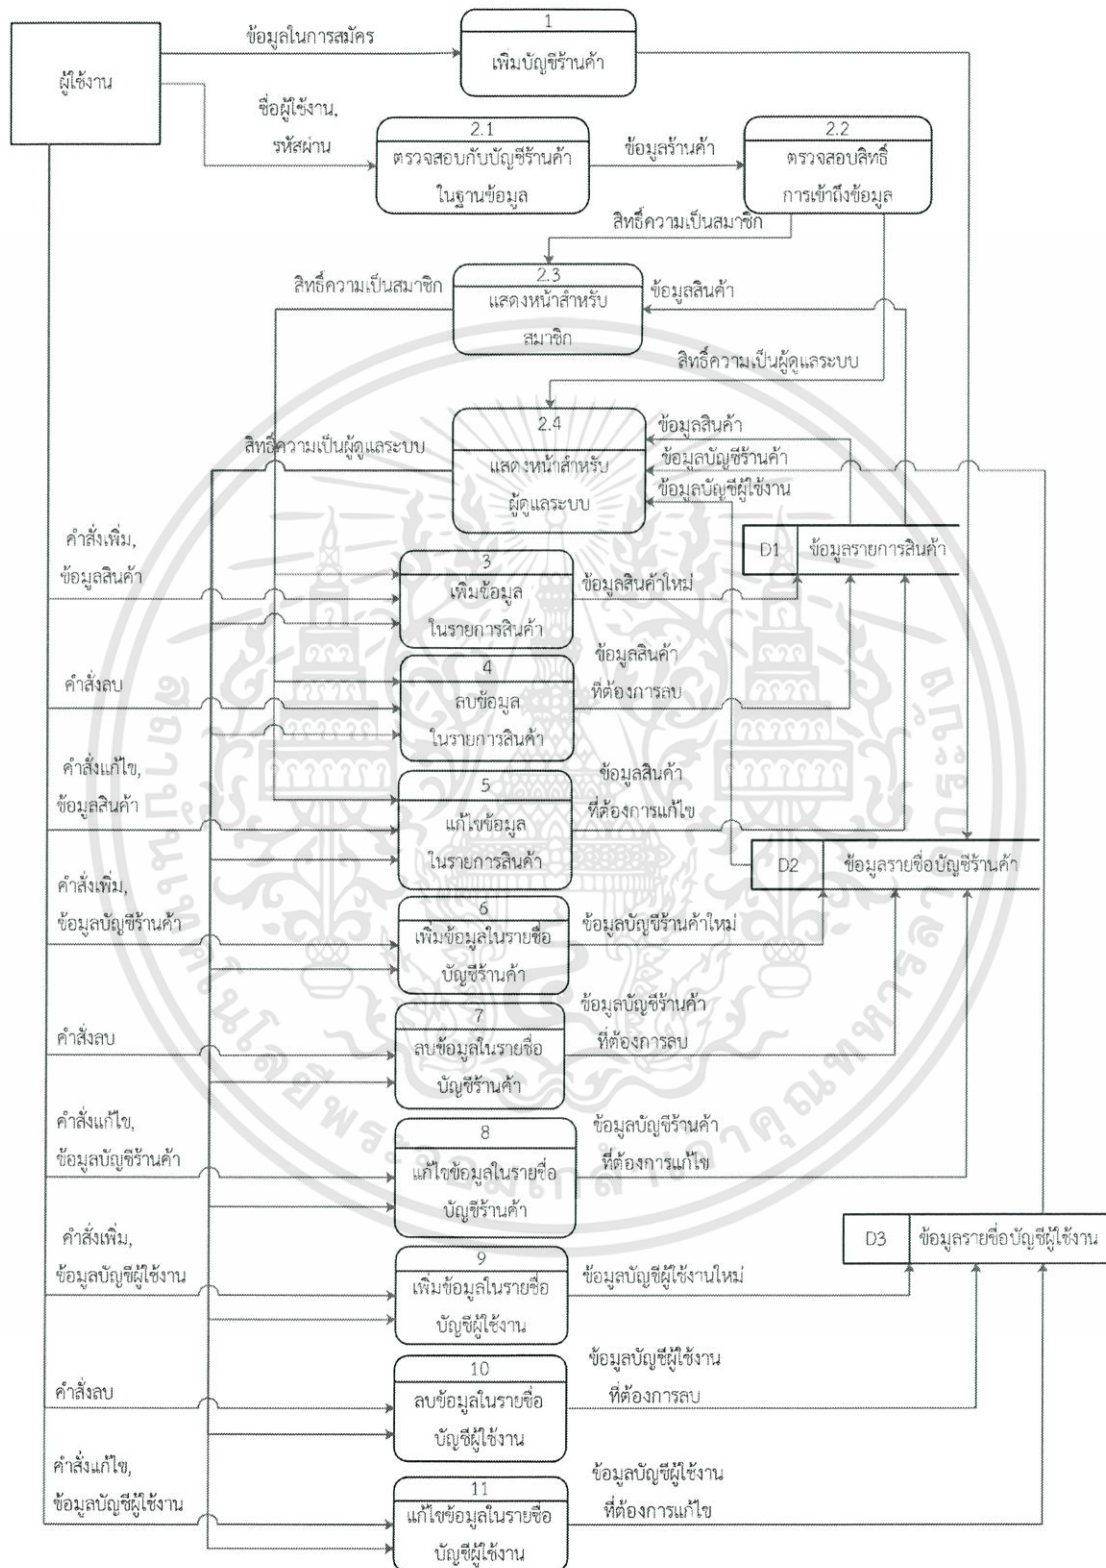 ผู้ใช้งาน
ข้อมูลในการสมัคร
1
เพิ่มบัญชีร้านค้า
ชื่อผู้ใช้งาน,
รหัสผ่าน
2.1
ตรวจสอบกับบัญชีร้านค้า
ในฐานข้อมูล
ข้อมูลร้านค้า
2.2
ตรวจสอบสิทธิ์
การเข้าถึงข้อมูล
สิทธิ์ความเป็นสมาชิก
สิทธิ์ความเป็นสมาชิก
2.3
แสดงหน้าสำหรับ
สมาชิก
ข้อมูลสินค้า
สิทธิ์ความเป็นผู้ดูแลระบบ
สิทธิ์ความเป็นผู้ดูแลระบบ
2.4
แสดงหน้าสำหรับ
ผู้ดูแลระบบ
ข้อมูลสินค้า
ข้อมูลบัญชีร้านค้า
ข้อมูลบัญชีผู้ใช้งาน
D1 ข้อมูลรายการสินค้า
คำสั่งเพิ่ม,
ข้อมูลสินค้า
3
เพิ่มข้อมูล
ในรายการสินค้า
ข้อมูลสินค้าใหม่
คำสั่งลบ
4
ลบข้อมูล
ในรายการสินค้า
ข้อมูลสินค้า
ที่ต้องการลบ
คำสั่งแก้ไข,
ข้อมูลสินค้า
5
แก้ไขข้อมูล
ในรายการสินค้า
ข้อมูลสินค้า
ที่ต้องการแก้ไข
D2 ข้อมูลรายชื่อบัญชีร้านค้า
คำสั่งเพิ่ม,
ข้อมูลบัญชีร้านค้า
6
เพิ่มข้อมูลในรายชื่อ
บัญชีร้านค้า
ข้อมูลบัญชีร้านค้าใหม่
คำสั่งลบ
7
ลบข้อมูลในรายชื่อ
บัญชีร้านค้า
ข้อมูลบัญชีร้านค้า
ที่ต้องการลบ
คำสั่งแก้ไข,
ข้อมูลบัญชีร้านค้า
8
แก้ไขข้อมูลในรายชื่อ
บัญชีร้านค้า
ข้อมูลบัญชีร้านค้า
ที่ต้องการแก้ไข
D3 ข้อมูลรายชื่อบัญชีผู้ใช้งาน
คำสั่งเพิ่ม,
ข้อมูลบัญชีผู้ใช้งาน
9
เพิ่มข้อมูลในรายชื่อ
บัญชีผู้ใช้งาน
ข้อมูลบัญชีผู้ใช้งานใหม่
คำสั่งลบ
10
ลบข้อมูลในรายชื่อ
บัญชีผู้ใช้งาน
ข้อมูลบัญชีผู้ใช้งาน
ที่ต้องการลบ
คำสั่งแก้ไข,
ข้อมูลบัญชีผู้ใช้งาน
11
แก้ไขข้อมูลในรายชื่อ
บัญชีผู้ใช้งาน
ข้อมูลบัญชีผู้ใช้งาน
ที่ต้องการแก้ไข
สถาบันเทคโนโลยีพระจอมเกล้าเจ้าคุณทหารลาดกระบัง